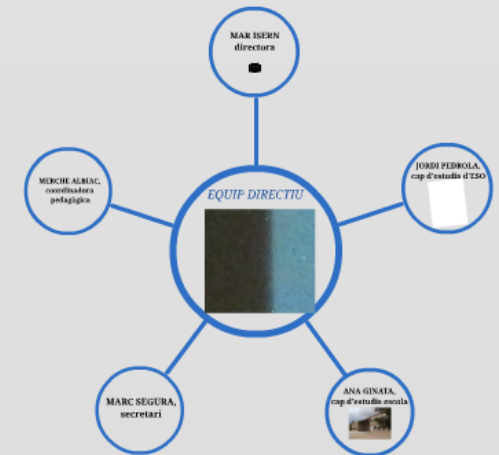 MAR ISERN
directora
JORDI PEDROLA,
cap d'estudis d'ESO
MERCHE ALBIAC,
coordinadora
pedagògica
EQUIP DIRECTIU
ANA GINATA,
cap d'estudis escola
MARC SEGURA,
secretari